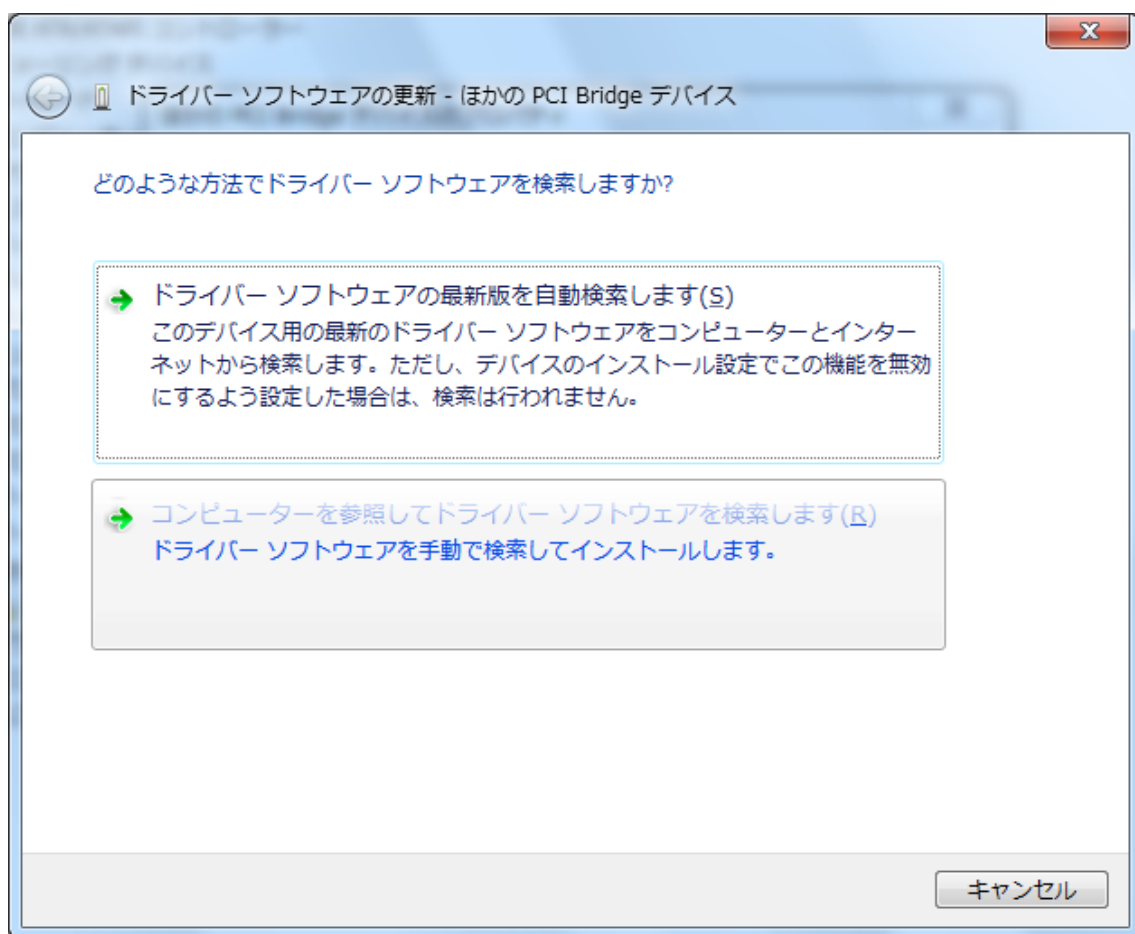 ドライバー ソフトウェアの更新 - ほかの PCI Bridge デバイス
どのような方法でドライバー ソフトウェアを検索しますか?
ドライバー ソフトウェアの最新版を自動検索します(S)
このデバイス用の最新のドライバー ソフトウェアをコンピューターとインター
ネットから検索します。ただし、デバイスのインストール設定でこの機能を無効
にするよう設定した場合は、検索は行われません。
コンピューターを参照してドライバー ソフトウェアを検索します(R)
ドライバー ソフトウェアを手動で検索してインストールします。
キャンセル